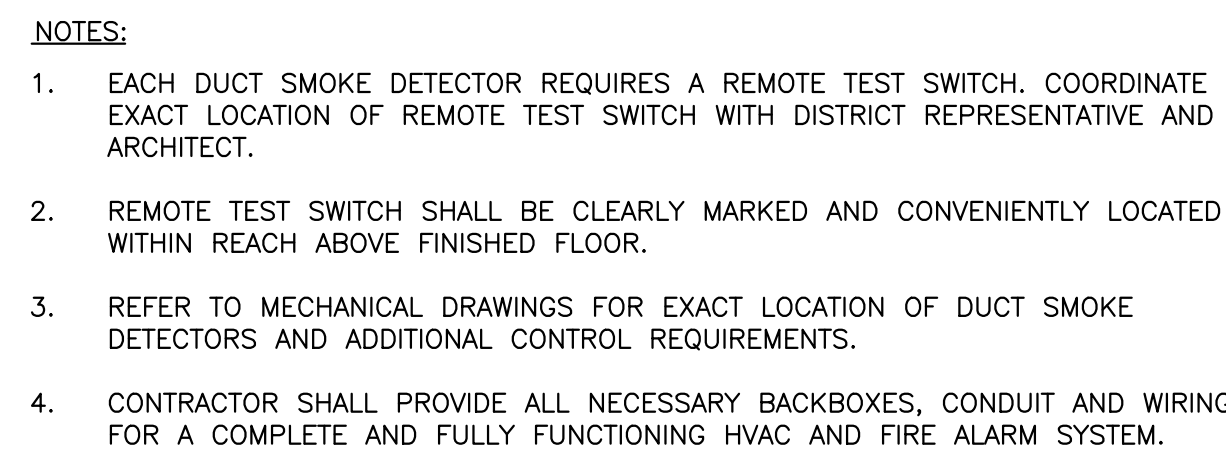 NOTES:
1. EACH DUCT SMOKE DETECTOR REQUIRES A REMOTE TEST SWITCH. COORDINATE
EXACT LOCATION OF REMOTE TEST SWITCH WITH DISTRICT REPRESENTATIVE AND
ARCHITECT.
2. REMOTE TEST SWITCH SHALL BE CLEARLY MARKED AND CONVENIENTLY LOCATED
WITHIN REACH ABOVE FINISHED FLOOR.
3. REFER TO MECHANICAL DRAWINGS FOR EXACT LOCATION OF DUCT SMOKE
DETECTORS AND ADDITIONAL CONTROL REQUIREMENTS.
4. CONTRACTOR SHALL PROVIDE ALL NECESSARY BACKBOXES, CONDUIT AND WIRING
FOR A COMPLETE AND FULLY FUNCTIONING HVAC AND FIRE ALARM SYSTEM.